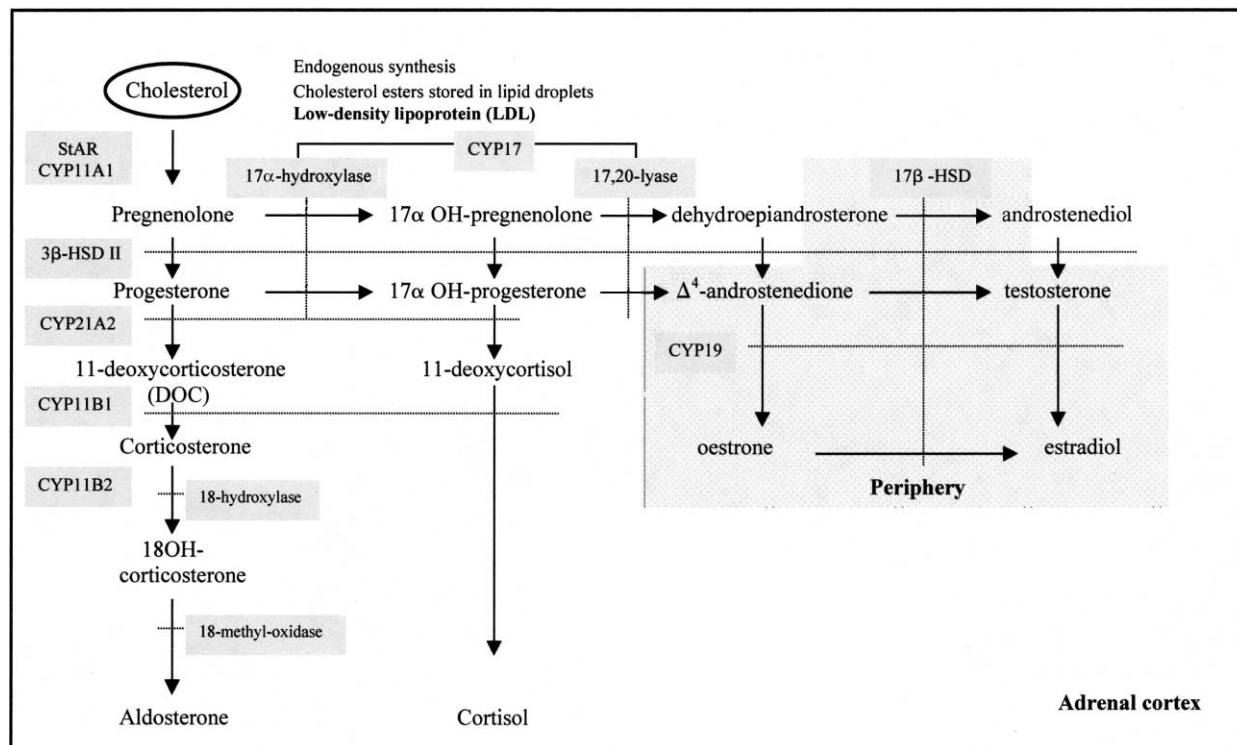 Endogenous synthesis
Cholesterol
Cholesterol esters stored in lipid droplets
Low-density lipoprotein (LDL)
StAR
CYP11A1
CYP17
17α-hydroxylase
17,20-lyase
17β -HSD
Pregnenolone
17α OH-pregnenolone
dehydroepiandrosterone
androstenediol
3β-HSD II
Progesterone
17α OH-progesterone
Δ⁴-androstenedione
testosterone
CYP21A2
CYP19
11-deoxycorticosterone
(DOC)
11-deoxycortisol
CYP11B1
Corticosterone
oestrone
estradiol
CYP11B2
18-hydroxylase
Periphery
18OH-
corticosterone
18-methyl-oxidase
Aldosterone
Cortisol
Adrenal cortex